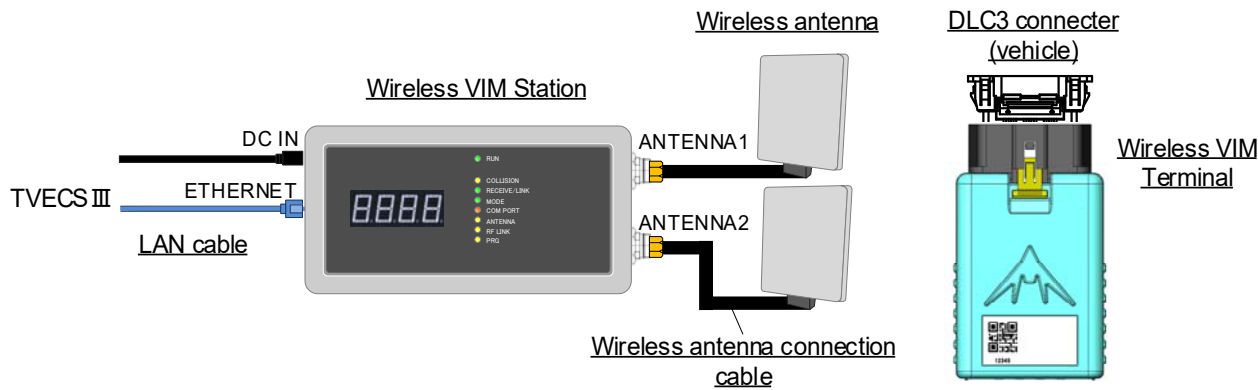 Wireless antenna
DLC3 connecter
(vehicle)
Wireless VIM Station
DC IN
ANTENNA1
RUN
COLLISION
RECEIVE/LINK
MODE
COM PORT
ANTENNA
RF LINK
PRG
8888
Wireless VIM
Terminal
TVECSⅢ
ETHERNET
LAN cable
ANTENNA2
Wireless antenna connection
cable
12345